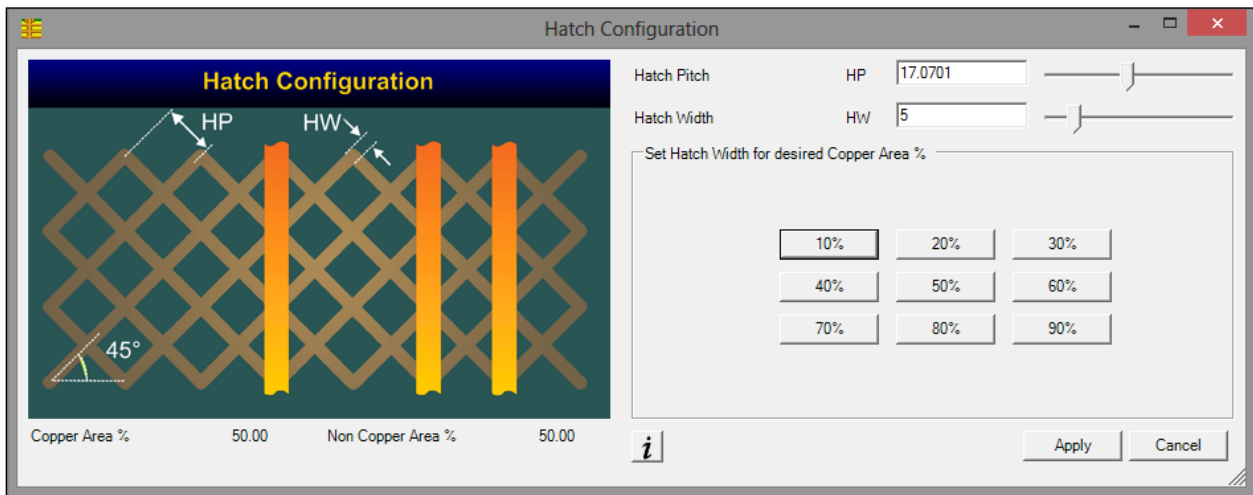 Hatch Configuration
Hatch Configuration
HP
HW
45°
Copper Area % 50.00 Non Copper Area % 50.00
Hatch Pitch HP 17.0701
Hatch Width HW 5
Set Hatch Width for desired Copper Area %
10% 20% 30%
40% 50% 60%
70% 80% 90%
i
Apply Cancel